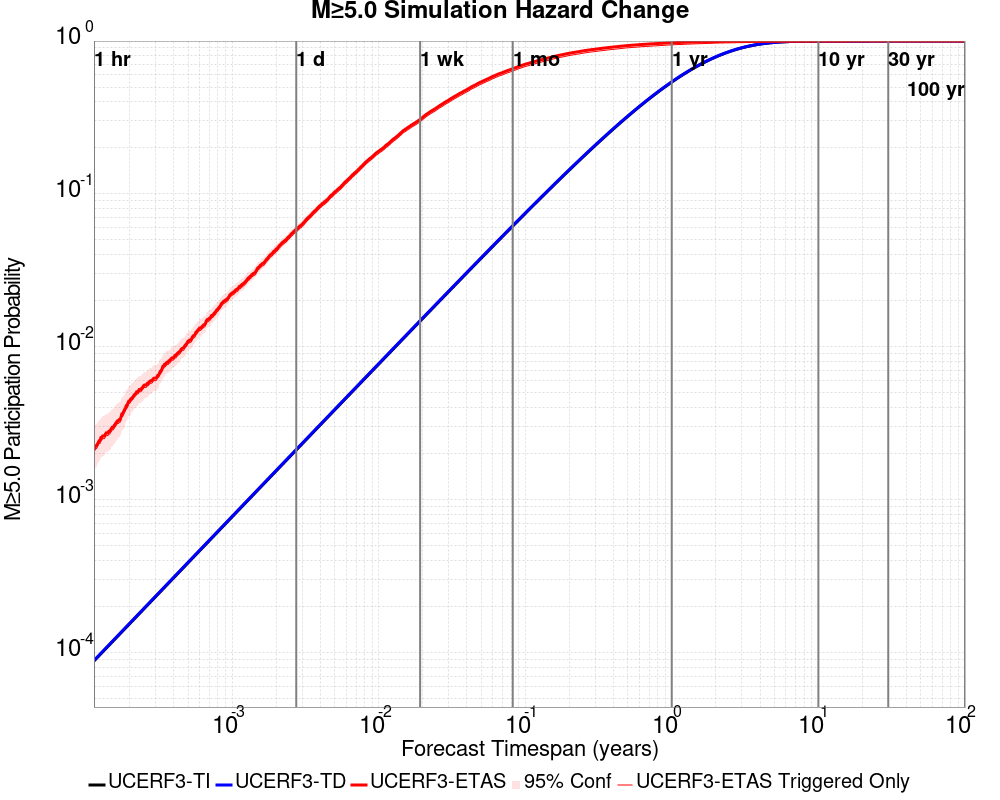 M≥5.0 Simulation Hazard Change
10^0
1 hr
1 d
1 wk
1 mo
1 yr
10 yr
30 yr
100 yr
10^-1
10^-2
10^-3
10^-4
M≥5.0 Participation Probability
10^-3
10^-2
10^-1
10^0
10^1
10^2
Forecast Timespan (years)
UCERF3-TI UCERF3-TD UCERF3-ETAS 95% Conf UCERF3-ETAS Triggered Only